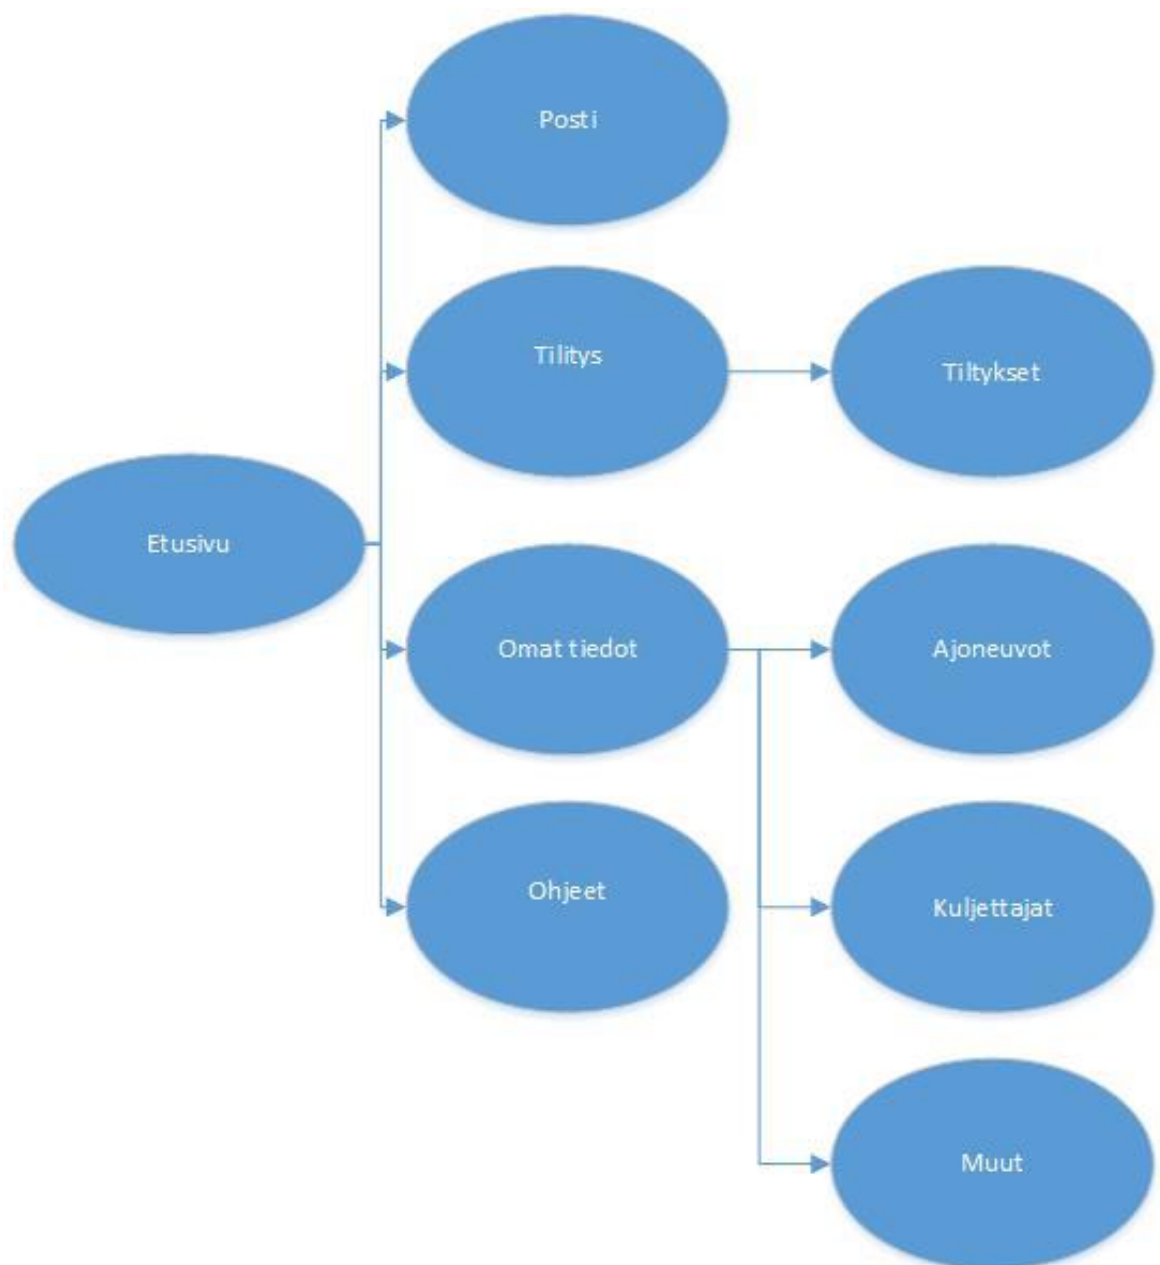 Posti
Tilitys
Tiltykset
Etusivu
Omat tiedot
Ajoneuvot
Ohjeet
Kuljettajat
Muut